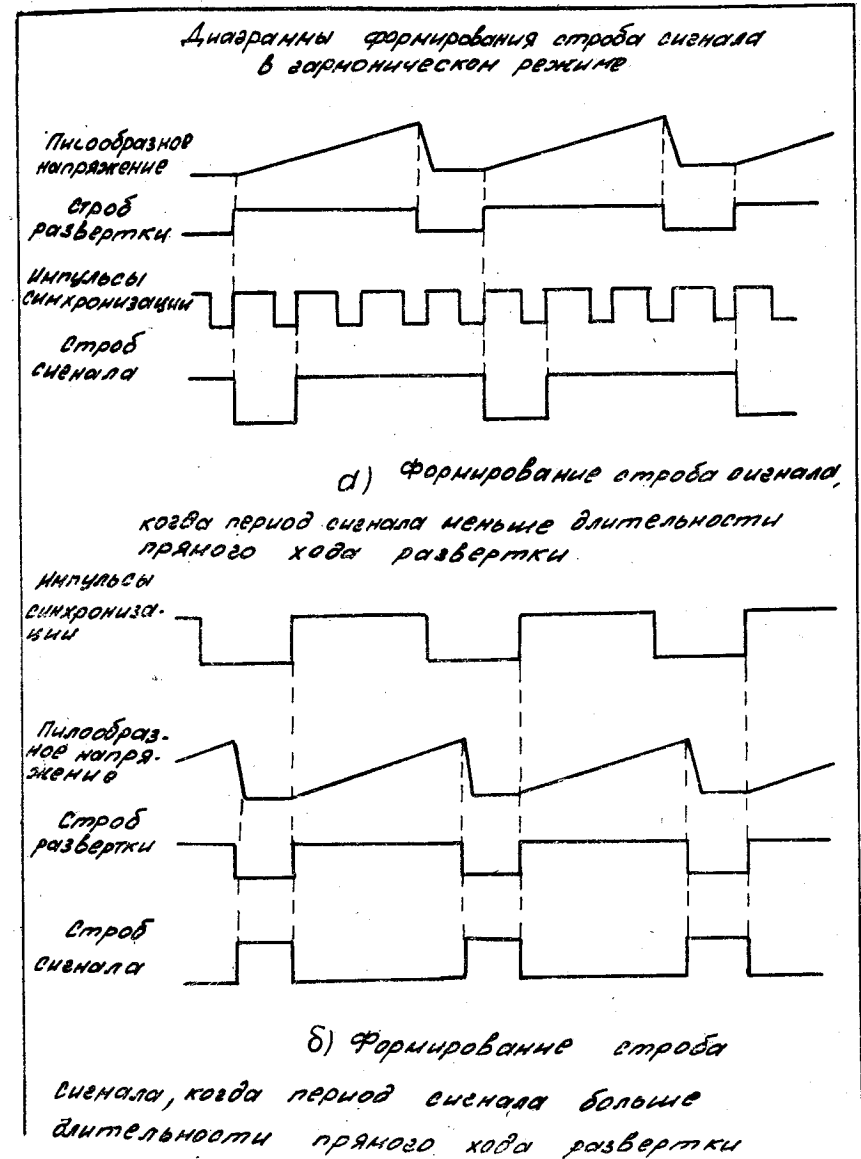 Диаграммы формирования строба сигнала
в гармоническом режиме
Пилообразное
напряжение
Строб
развертки
Импульсы
синхронизации
Строб
сигнала
а) Формирование строба сигнала,
когда период сигнала меньше длительности
прямого хода развертки
Импульсы
синхрониза-
ции
Пилообраз-
ное напря-
жение
Строб
развертки
Строб
сигнала
б) Формирование строба
сигнала, когда период сигнала больше
длительности прямого хода развертки